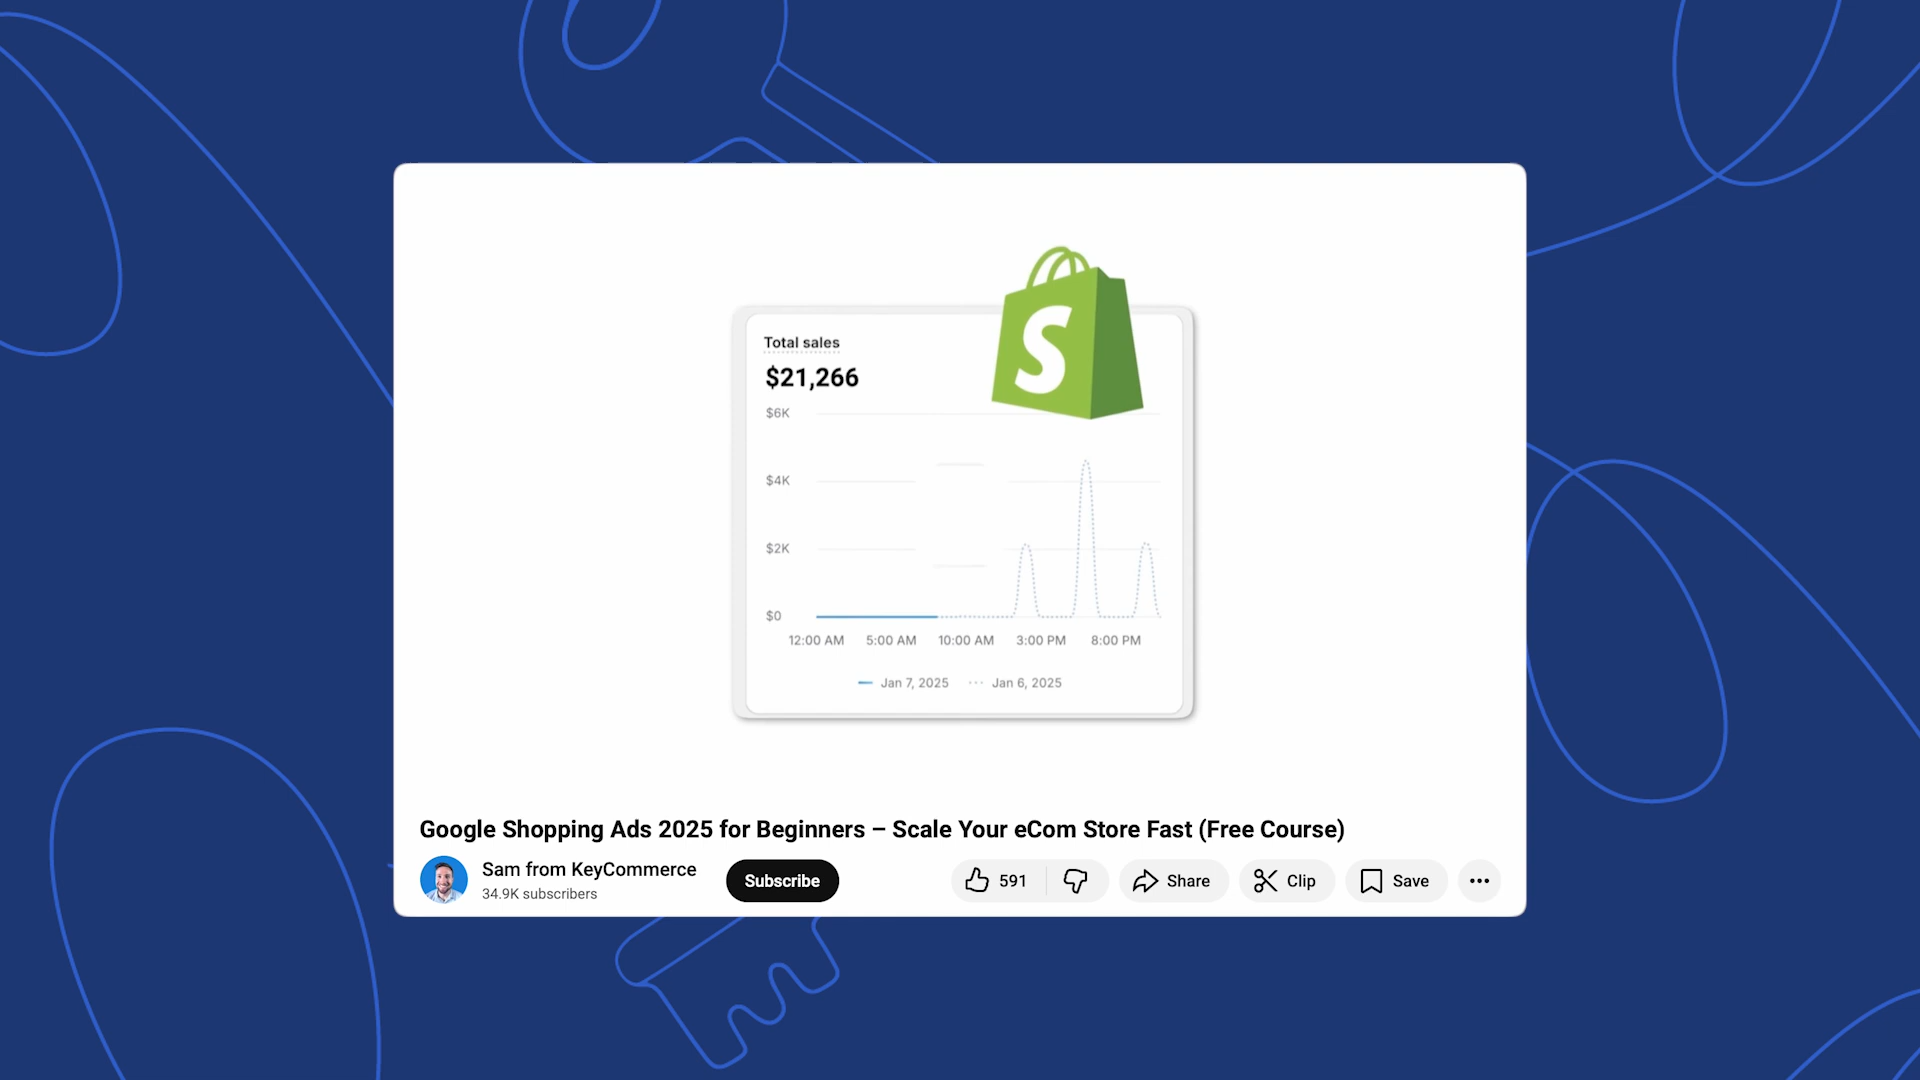 Total sales
$21,266
$6K
$4K
$2K
$0
12:00 AM 5:00 AM 10:00 AM 3:00 PM 8:00 PM
Jan 7, 2025 Jan 6, 2025
Google Shopping Ads 2025 for Beginners – Scale Your eCom Store Fast (Free Course)
Sam from KeyCommerce
34.9K subscribers
Subscribe
591
Share
Clip
Save